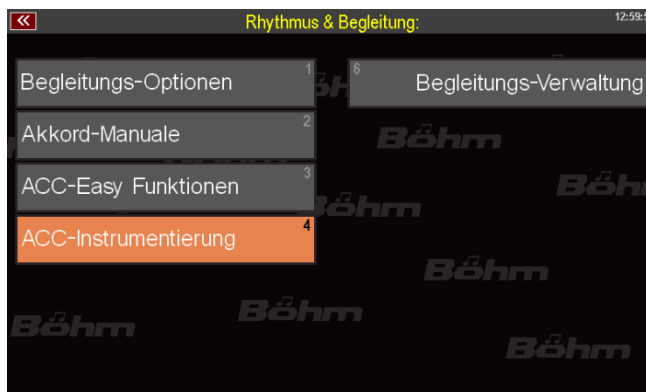 Rhythmus & Begleitung:
12:59:5
Begleitungs-Optionen 1
6 Begleitungs-Verwaltung
Akkord-Manuale 2
ACC-Easy Funktionen 3
ACC-Instrumentierung 4
Böhm
Böhm
Böhm
Böhm
Böhm
Böhm
Böhm